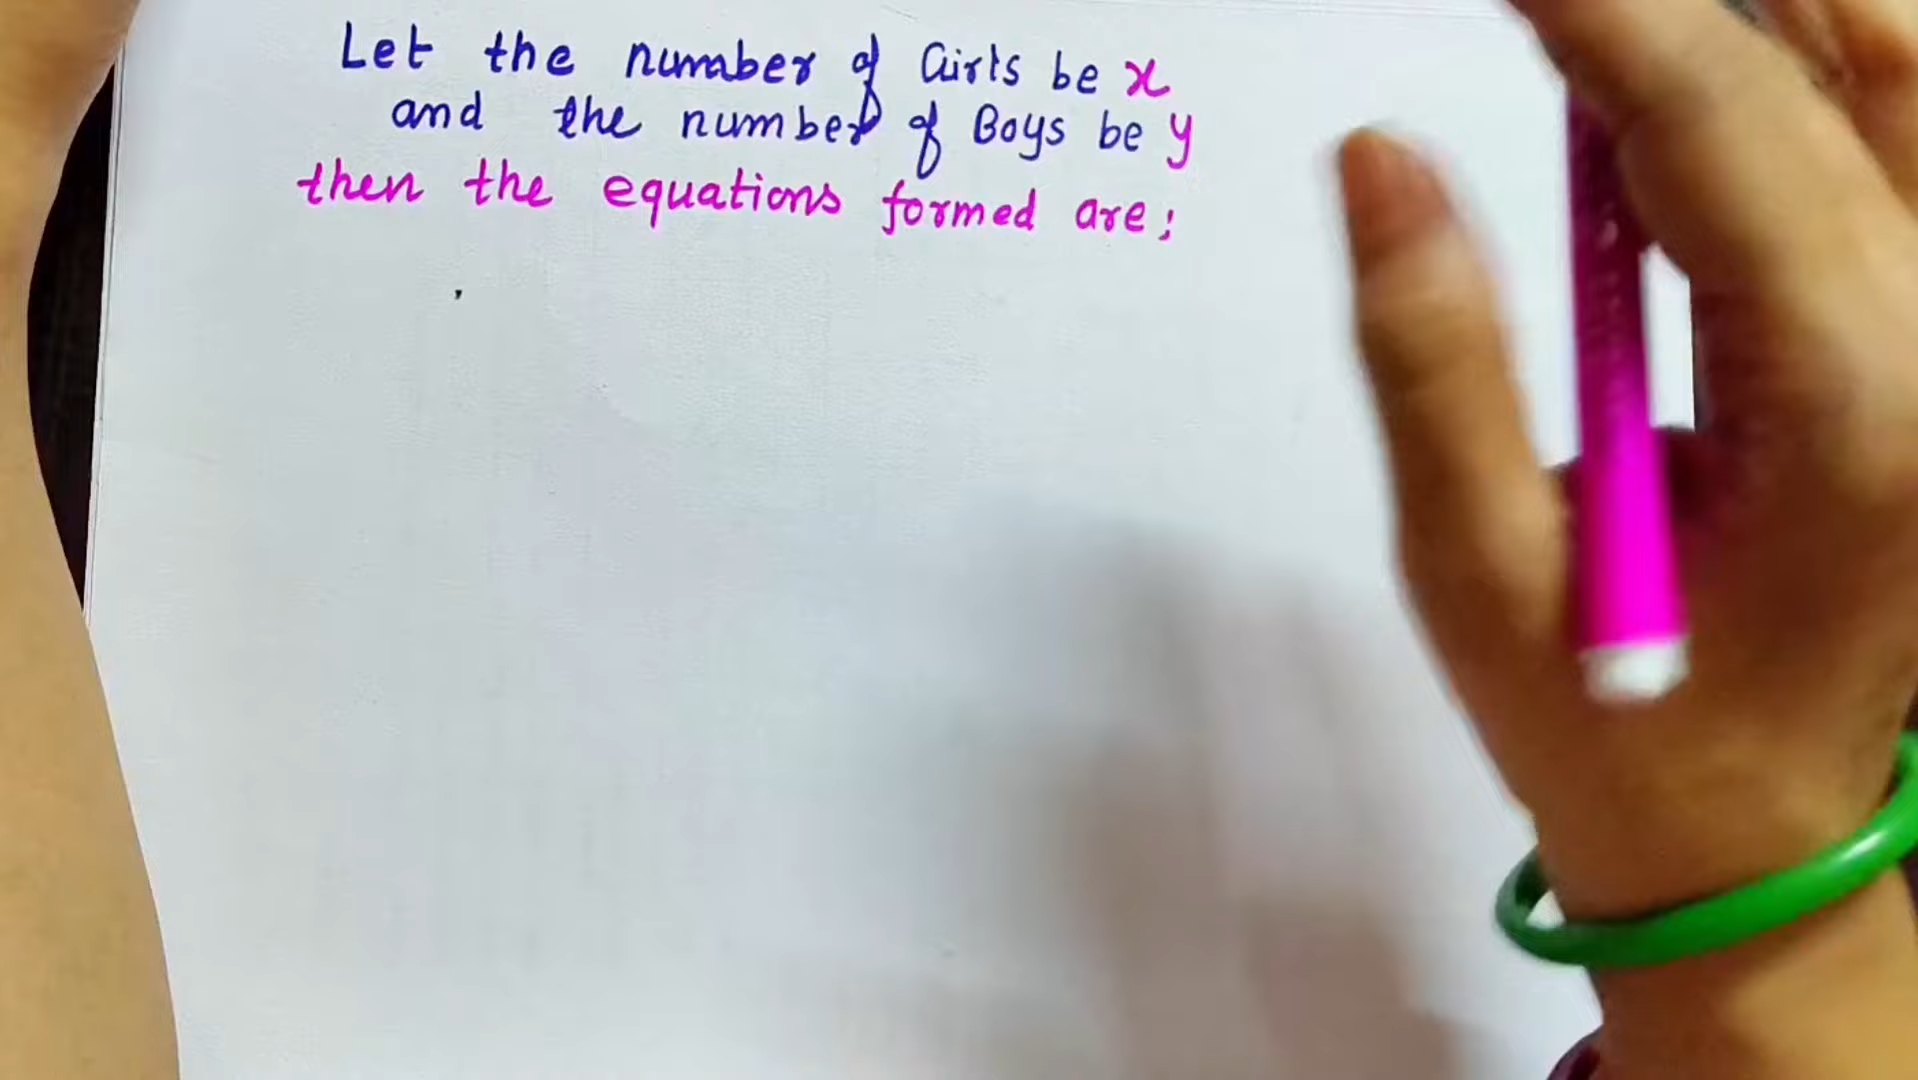 Let the number of Girls be x
and the number of Boys be y
then the equations formed are;